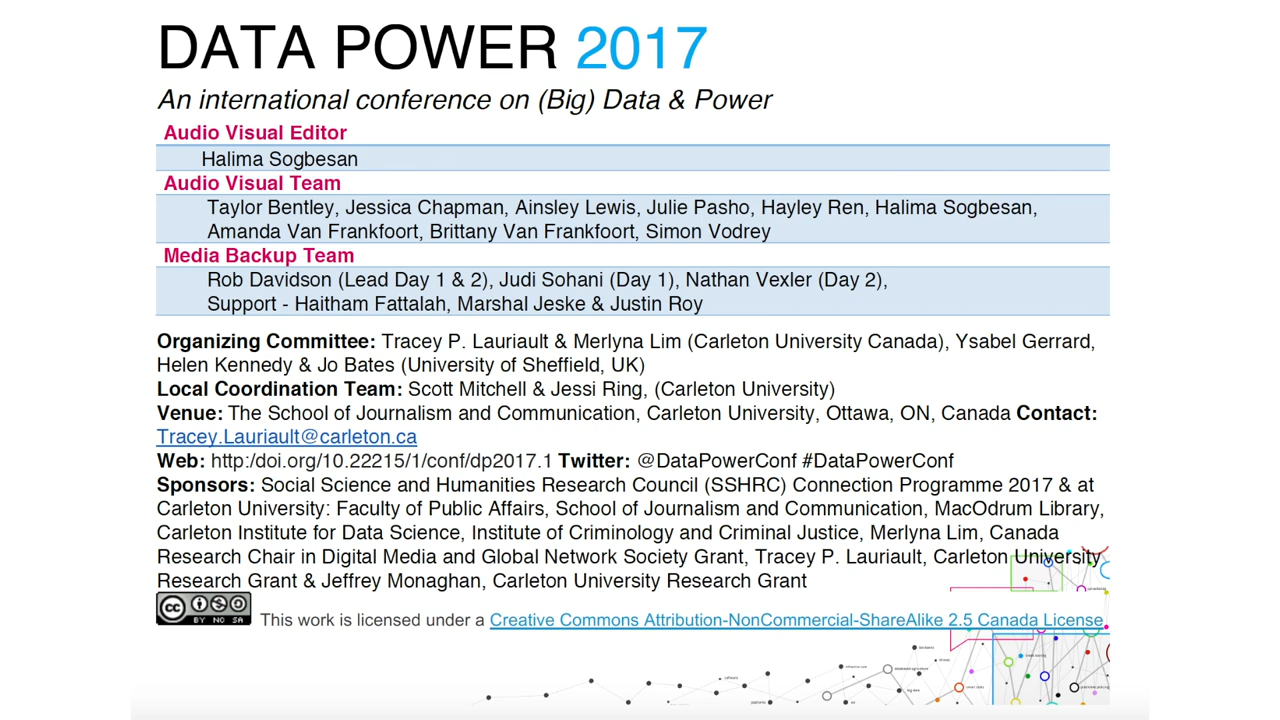 DATA POWER 2017
An international conference on (Big) Data & Power
Audio Visual Editor
Halima Sogbesan
Audio Visual Team
Taylor Bentley, Jessica Chapman, Ainsley Lewis, Julie Pasho, Hayley Ren, Halima Sogbesan,
Amanda Van Frankfoort, Brittany Van Frankfoort, Simon Vodrey
Media Backup Team
Rob Davidson (Lead Day 1 & 2), Judi Sohani (Day 1), Nathan Vexler (Day 2),
Support - Haitham Fattalah, Marshal Jeske & Justin Roy
Organizing Committee: Tracey P. Lauriault & Merlyna Lim (Carleton University Canada), Ysabel Gerrard,
Helen Kennedy & Jo Bates (University of Sheffield, UK)
Local Coordination Team: Scott Mitchell & Jessi Ring, (Carleton University)
Venue: The School of Journalism and Communication, Carleton University, Ottawa, ON, Canada Contact:
Tracey.Lauriault@carleton.ca
Web: http:/doi.org/10.22215/1/conf/dp2017.1 Twitter: @DataPowerConf #DataPowerConf
Sponsors: Social Science and Humanities Research Council (SSHRC) Connection Programme 2017 & at
Carleton University: Faculty of Public Affairs, School of Journalism and Communication, MacOdrum Library,
Carleton Institute for Data Science, Institute of Criminology and Criminal Justice, Merlyna Lim, Canada
Research Chair in Digital Media and Global Network Society Grant, Tracey P. Lauriault, Carleton University
Research Grant & Jeffrey Monaghan, Carleton University Research Grant
cc BY NC SA
This work is licensed under a Creative Commons Attribution-NonCommercial-ShareAlike 2.5 Canada License